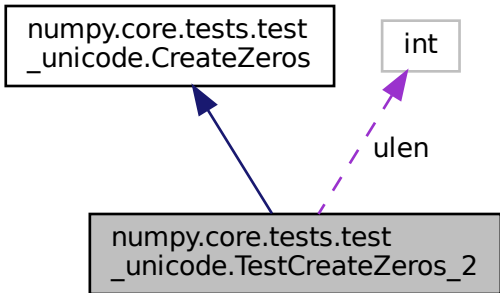 numpy.core.tests.test
_unicode.CreateZeros
int
ulen
numpy.core.tests.test
_unicode.TestCreateZeros_2